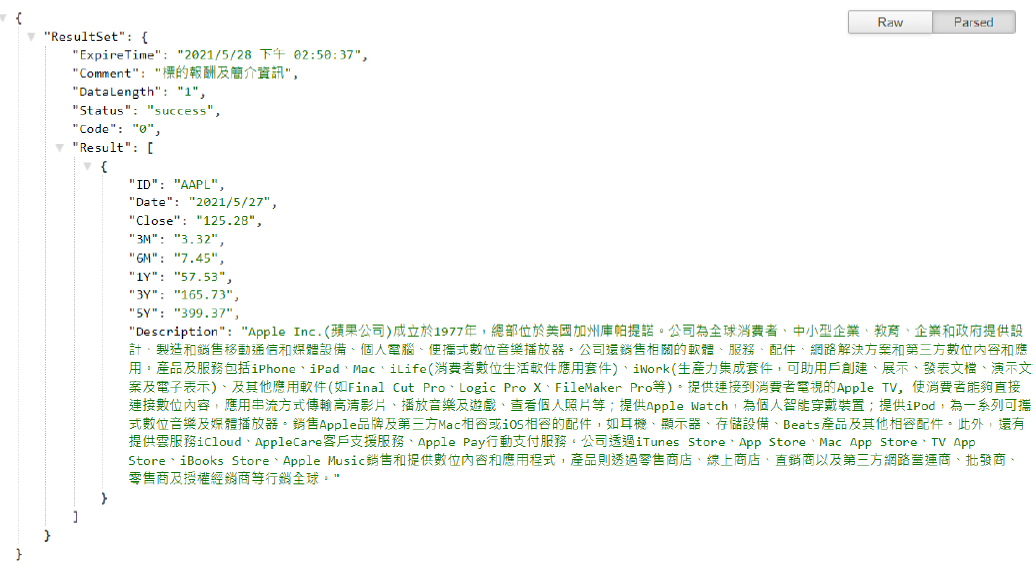 Raw Parsed
{
"ResultSet": {
"ExpireTime": "2021/5/28 下午 02:50:37",
"Comment": "標的報酬及簡介資訊",
"DataLength": "1",
"Status": "success",
"Code": "0",
"Result": [
{
"ID": "AAPL",
"Date": "2021/5/27",
"Close": "125.28",
"3M": "3.32",
"6M": "7.45",
"1Y": "57.53",
"3Y": "165.73",
"5Y": "399.37",
"Description": "Apple Inc.(蘋果公司)成立於1977年，總部位於美國加州庫帕提諾。公司為全球消費者、中小型企業、教育、企業和政府提供設
計、製造和銷售移動通信和媒體設備、個人電腦、便攜式數位音樂播放器。公司還銷售相關的軟體、服務、配件、網路解決方案和第三方數位內容和應
用。產品及服務包括iPhone、iPad、Mac、iLife(消費者數位生活軟件應用套件)、iWork(生產力集成套件，可助用戶創建、展示、發表文檔、演示文
案及電子表示)、及其他應用軟件(如Final Cut Pro、Logic Pro X、FileMaker Pro等)。提供連接到消費者電視的Apple TV, 使消費者能夠直接
連接數位內容，應用串流方式傳輸高清影片、播放音樂及遊戲、查看個人照片等；提供Apple Watch，為個人智能穿戴裝置；提供iPod，為一系列可攜
式數位音樂及媒體播放器。銷售Apple品牌及第三方Mac相容或iOS相容的配件，如耳機、顯示器、存儲設備、Beats產品及其他相容配件。此外，還有
提供雲服務iCloud、AppleCare客戶支援服務、Apple Pay行動支付服務。公司透過iTunes Store、App Store、Mac App Store、TV App
Store、iBooks Store、Apple Music銷售和提供數位內容和應用程式，產品則透過零售商店、線上商店、直銷商以及第三方網路營運商、批發商、
零售商及授權經銷商等行銷全球。"
}
]
}
}